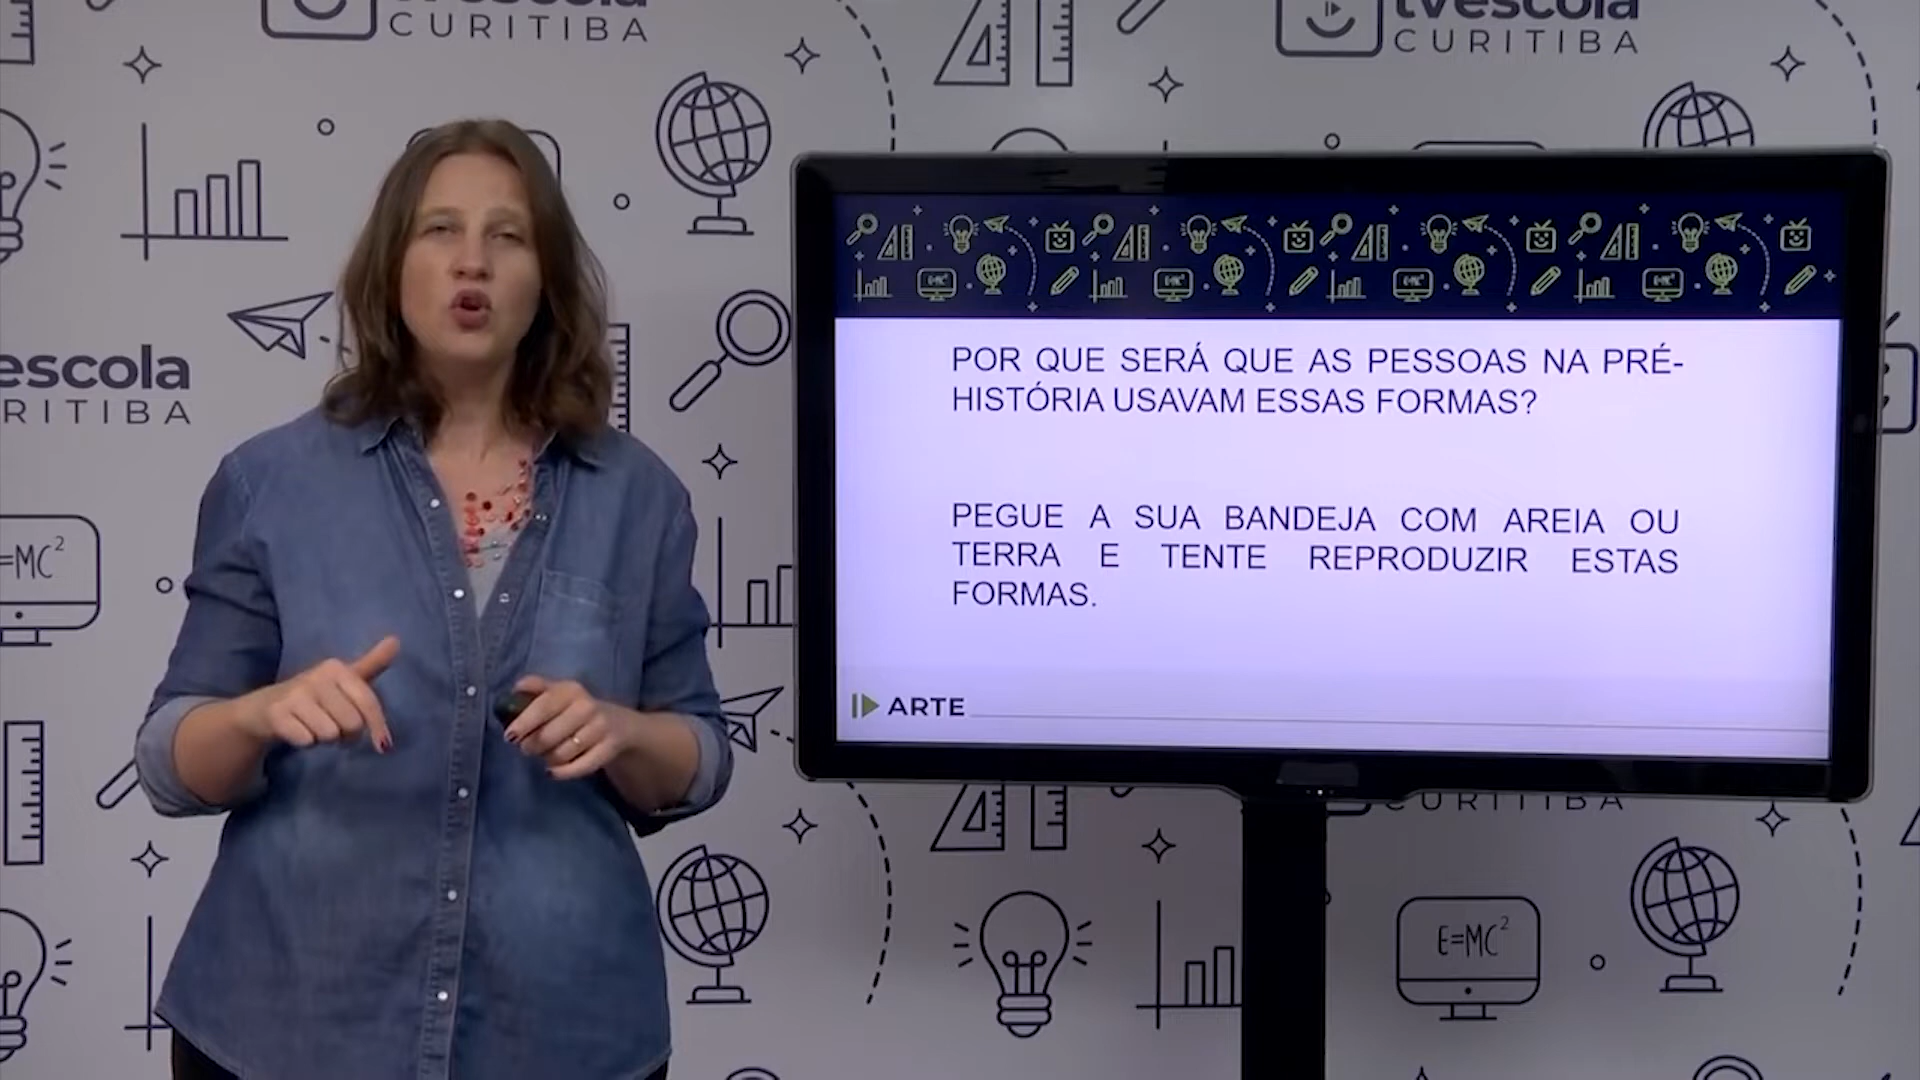 tvescola
CURITIBA
tvescola
CURITIBA
escola
CURITIBA
POR QUE SERÁ QUE AS PESSOAS NA PRÉ-
HISTÓRIA USAVAM ESSAS FORMAS?
PEGUE A SUA BANDEJA COM AREIA OU
TERRA E TENTE REPRODUZIR ESTAS
FORMAS.
ARTE
=MC²
CURITIBA
E=MC²